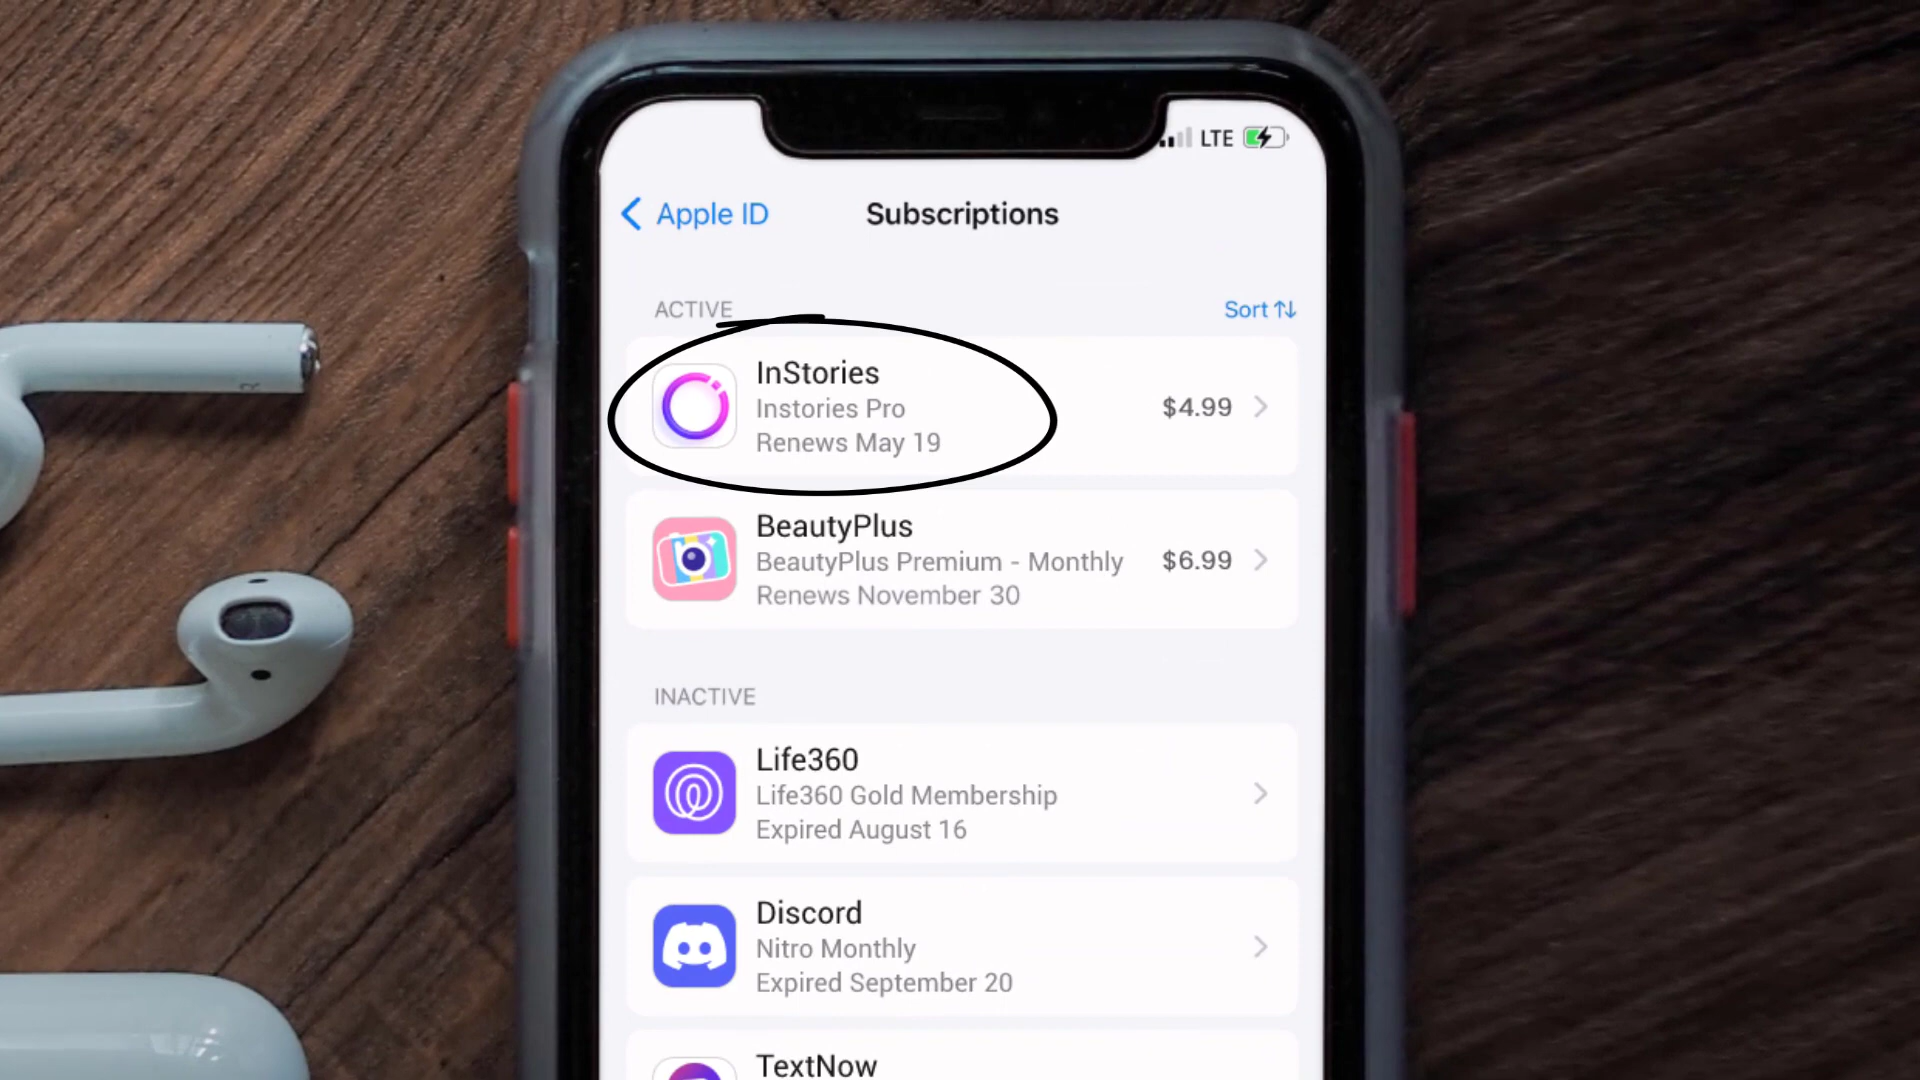 LTE
Apple ID
Subscriptions
ACTIVE
Sort
InStories
Instories Pro
Renews May 19
$4.99
BeautyPlus
BeautyPlus Premium - Monthly
Renews November 30
$6.99
INACTIVE
Life360
Life360 Gold Membership
Expired August 16
Discord
Nitro Monthly
Expired September 20
TextNow